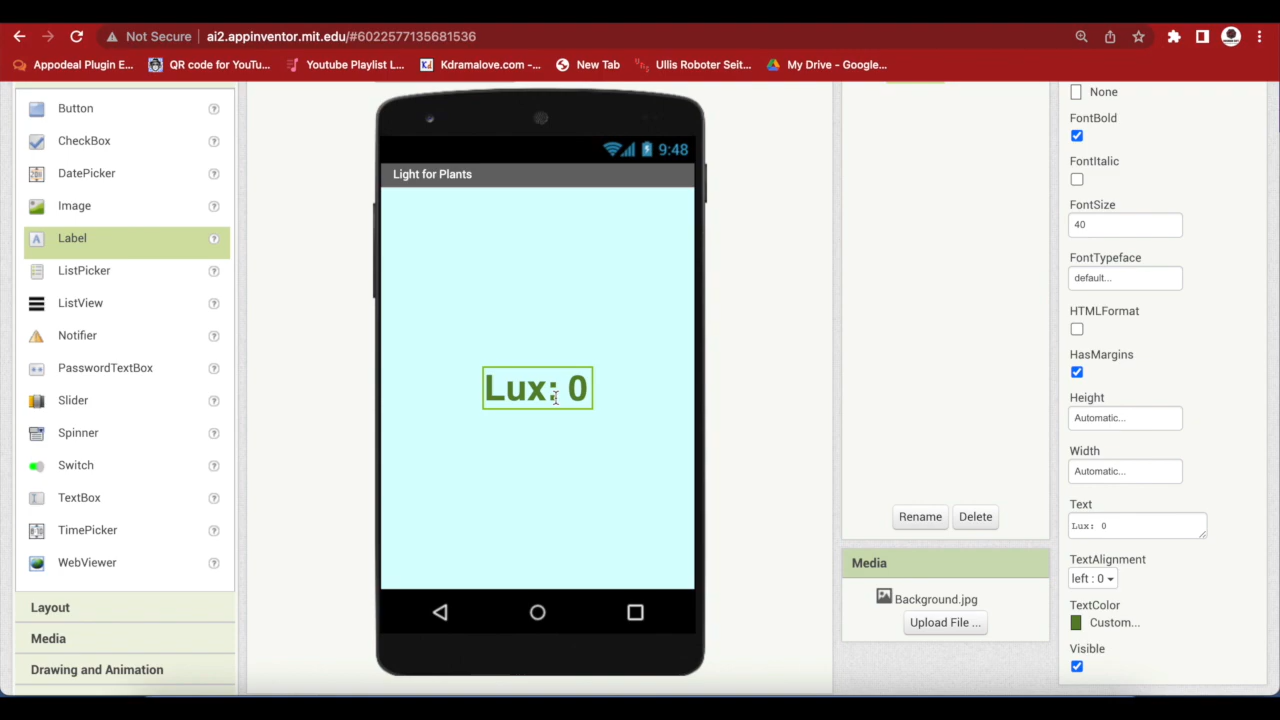 Not Secure ai2.appinventor.mit.edu/#6022577135681536
Appodeal Plugin E... QR code for YouTu... Youtube Playlist L... Kdramalove.com -... New Tab Ullis Roboter Seit... My Drive - Google...
Button
CheckBox
DatePicker
Image
Label
ListPicker
ListView
Notifier
PasswordTextBox
Slider
Spinner
Switch
TextBox
TimePicker
WebViewer
Layout
Media
Drawing and Animation
9:48
Light for Plants
Lux: 0
Rename Delete
Media
Background.jpg
Upload File ...
None
FontBold
FontItalic
FontSize
40
FontTypeface
default...
HTMLFormat
HasMargins
Height
Automatic...
Width
Automatic...
Text
Lux: 0
TextAlignment
left : 0
TextColor
Custom...
Visible